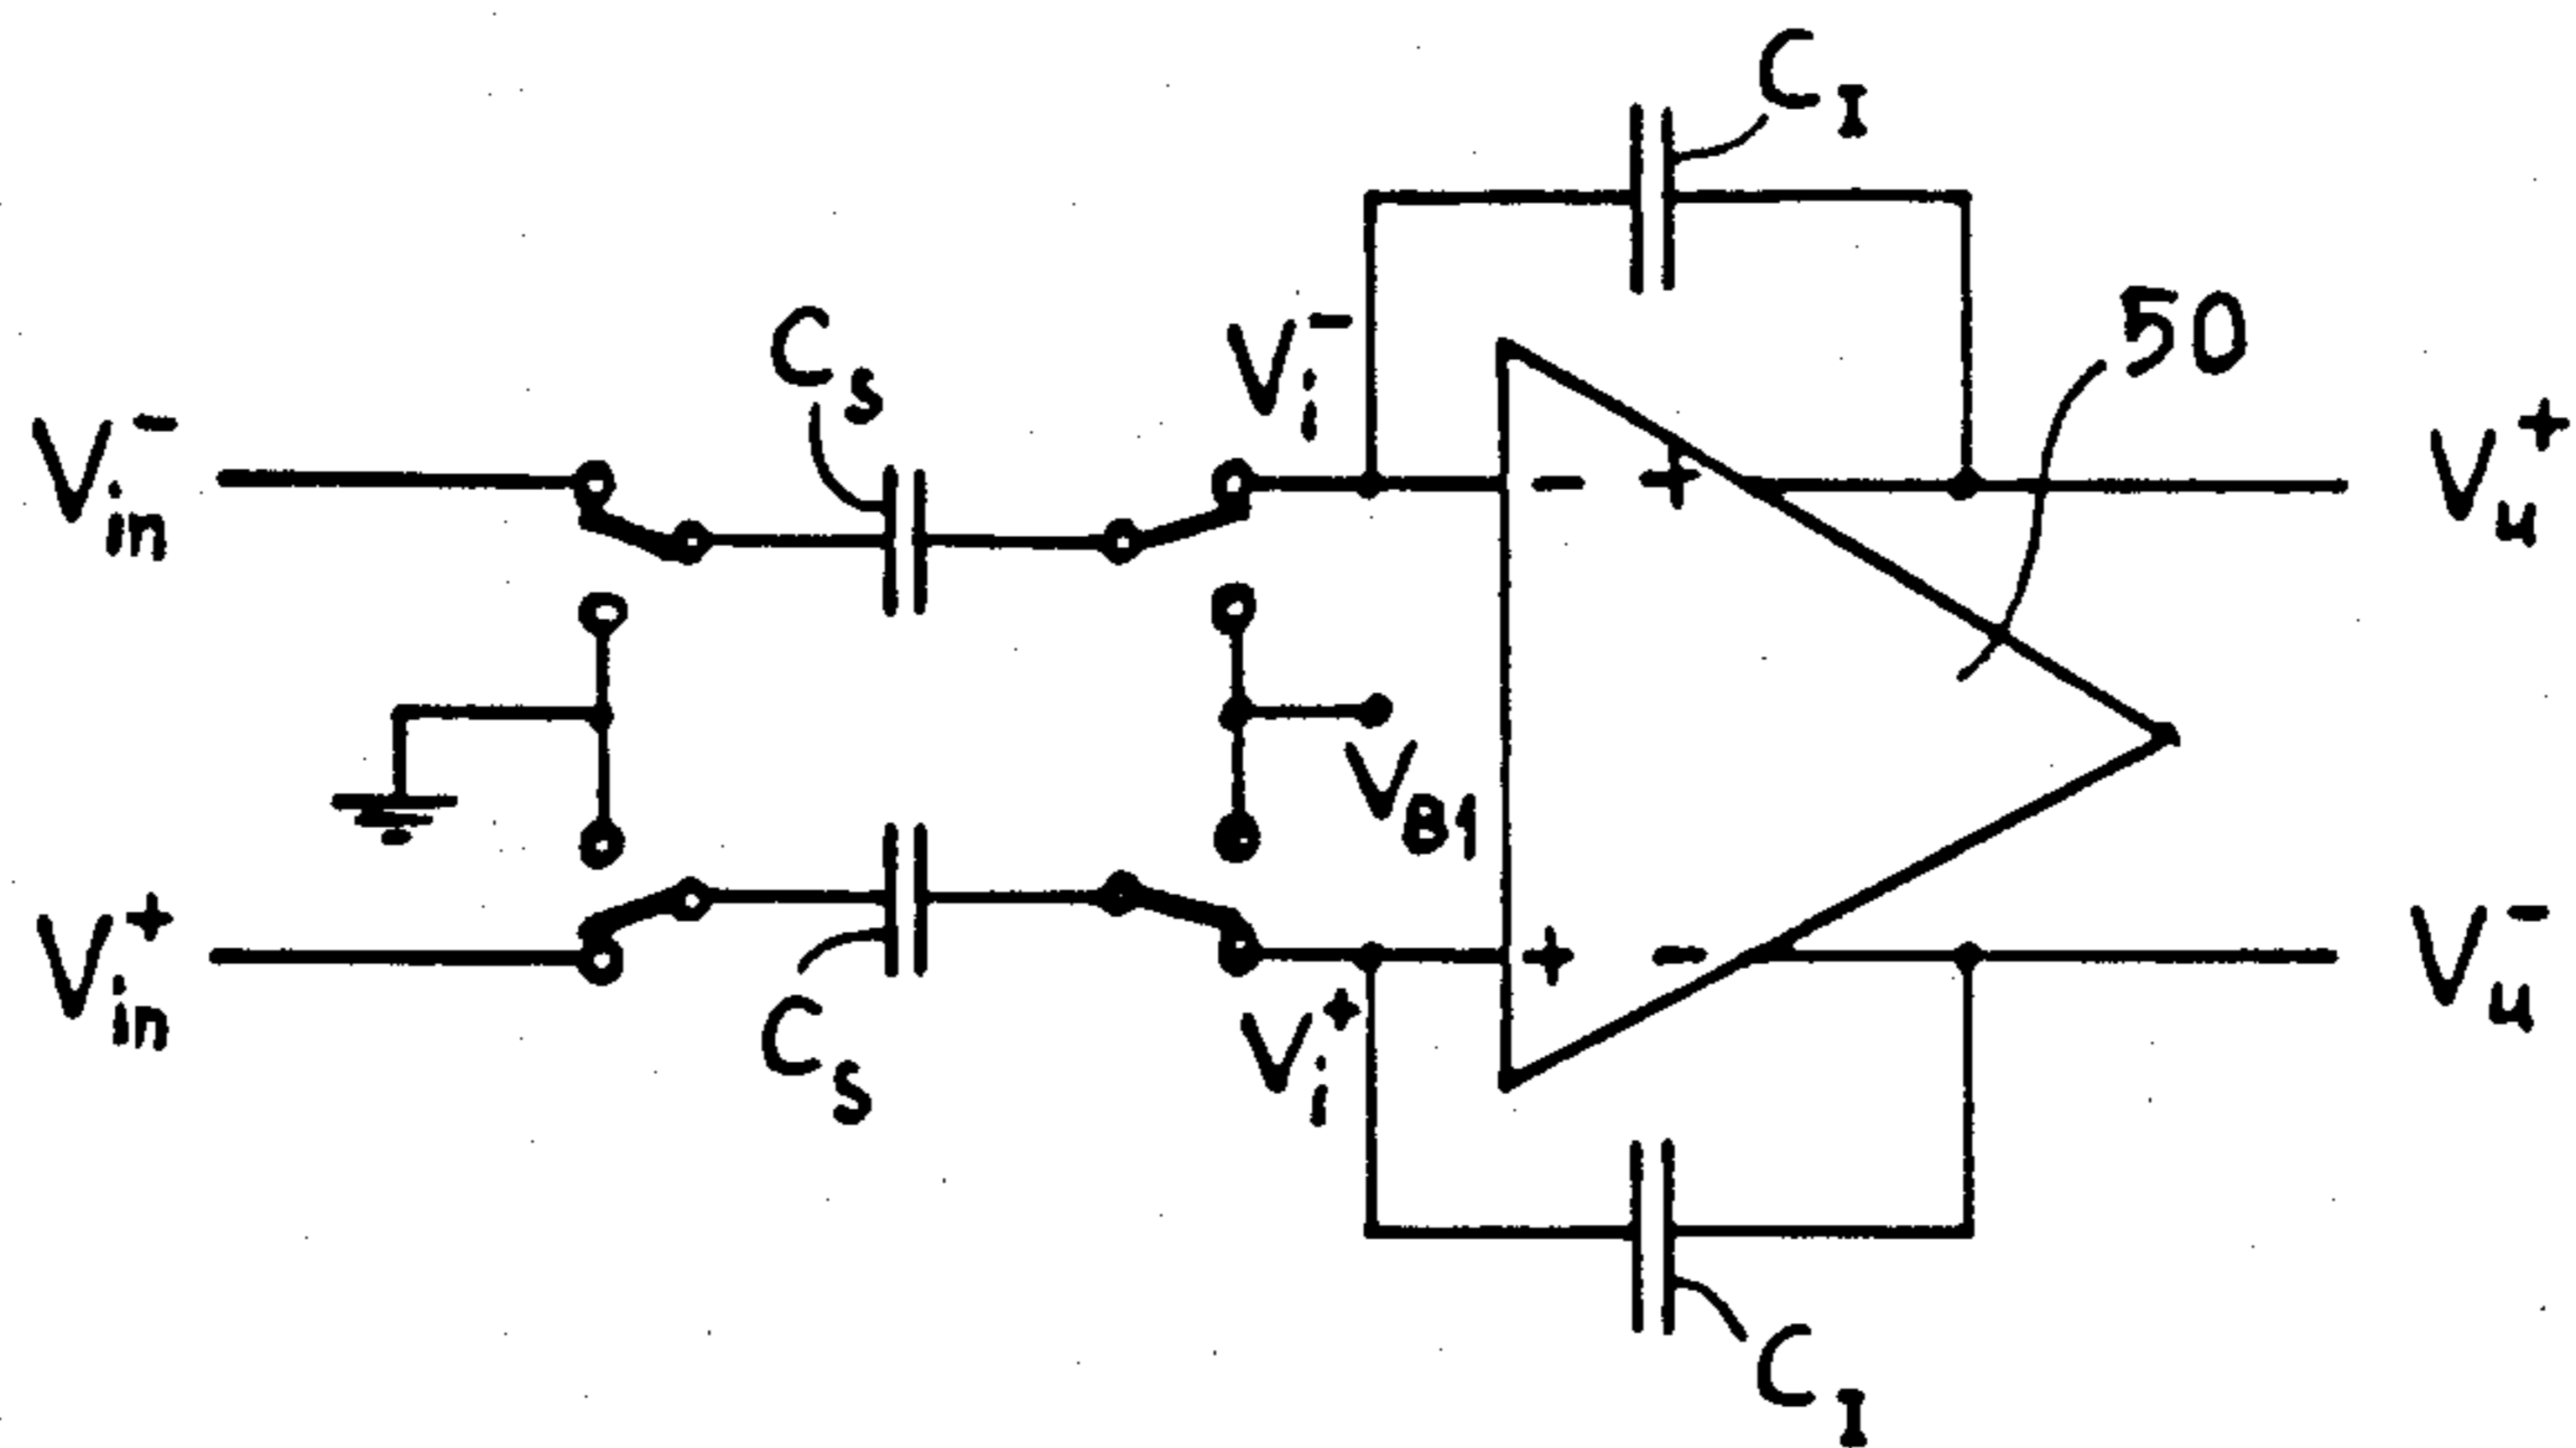 C_I
C_s
V_i^-
50
V_in^-
V_u^+
- +
V_B1
V_in^+
+ -
V_u^-
C_s
V_i^+
C_I